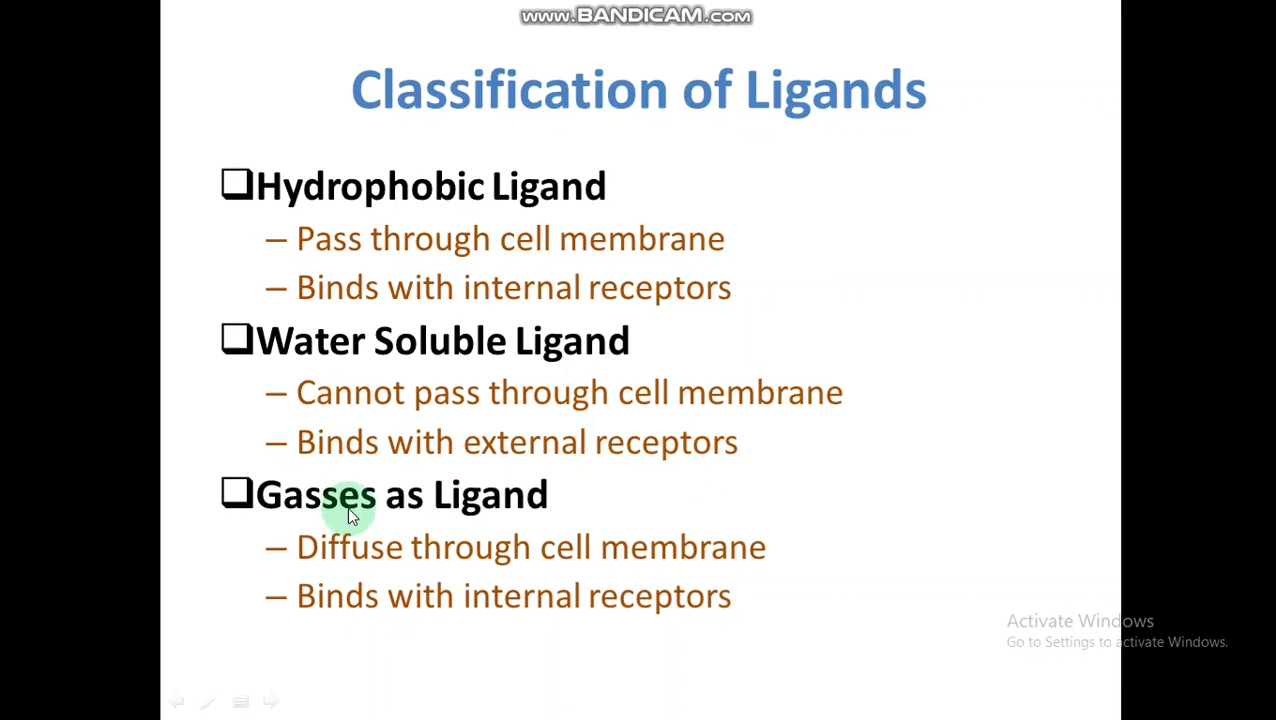 www.BANDICAM.com
Classification of Ligands
❑Hydrophobic Ligand
– Pass through cell membrane
– Binds with internal receptors
❑Water Soluble Ligand
– Cannot pass through cell membrane
– Binds with external receptors
❑Gasses as Ligand
– Diffuse through cell membrane
– Binds with internal receptors
Activate Windows
Go to Settings to activate Windows.